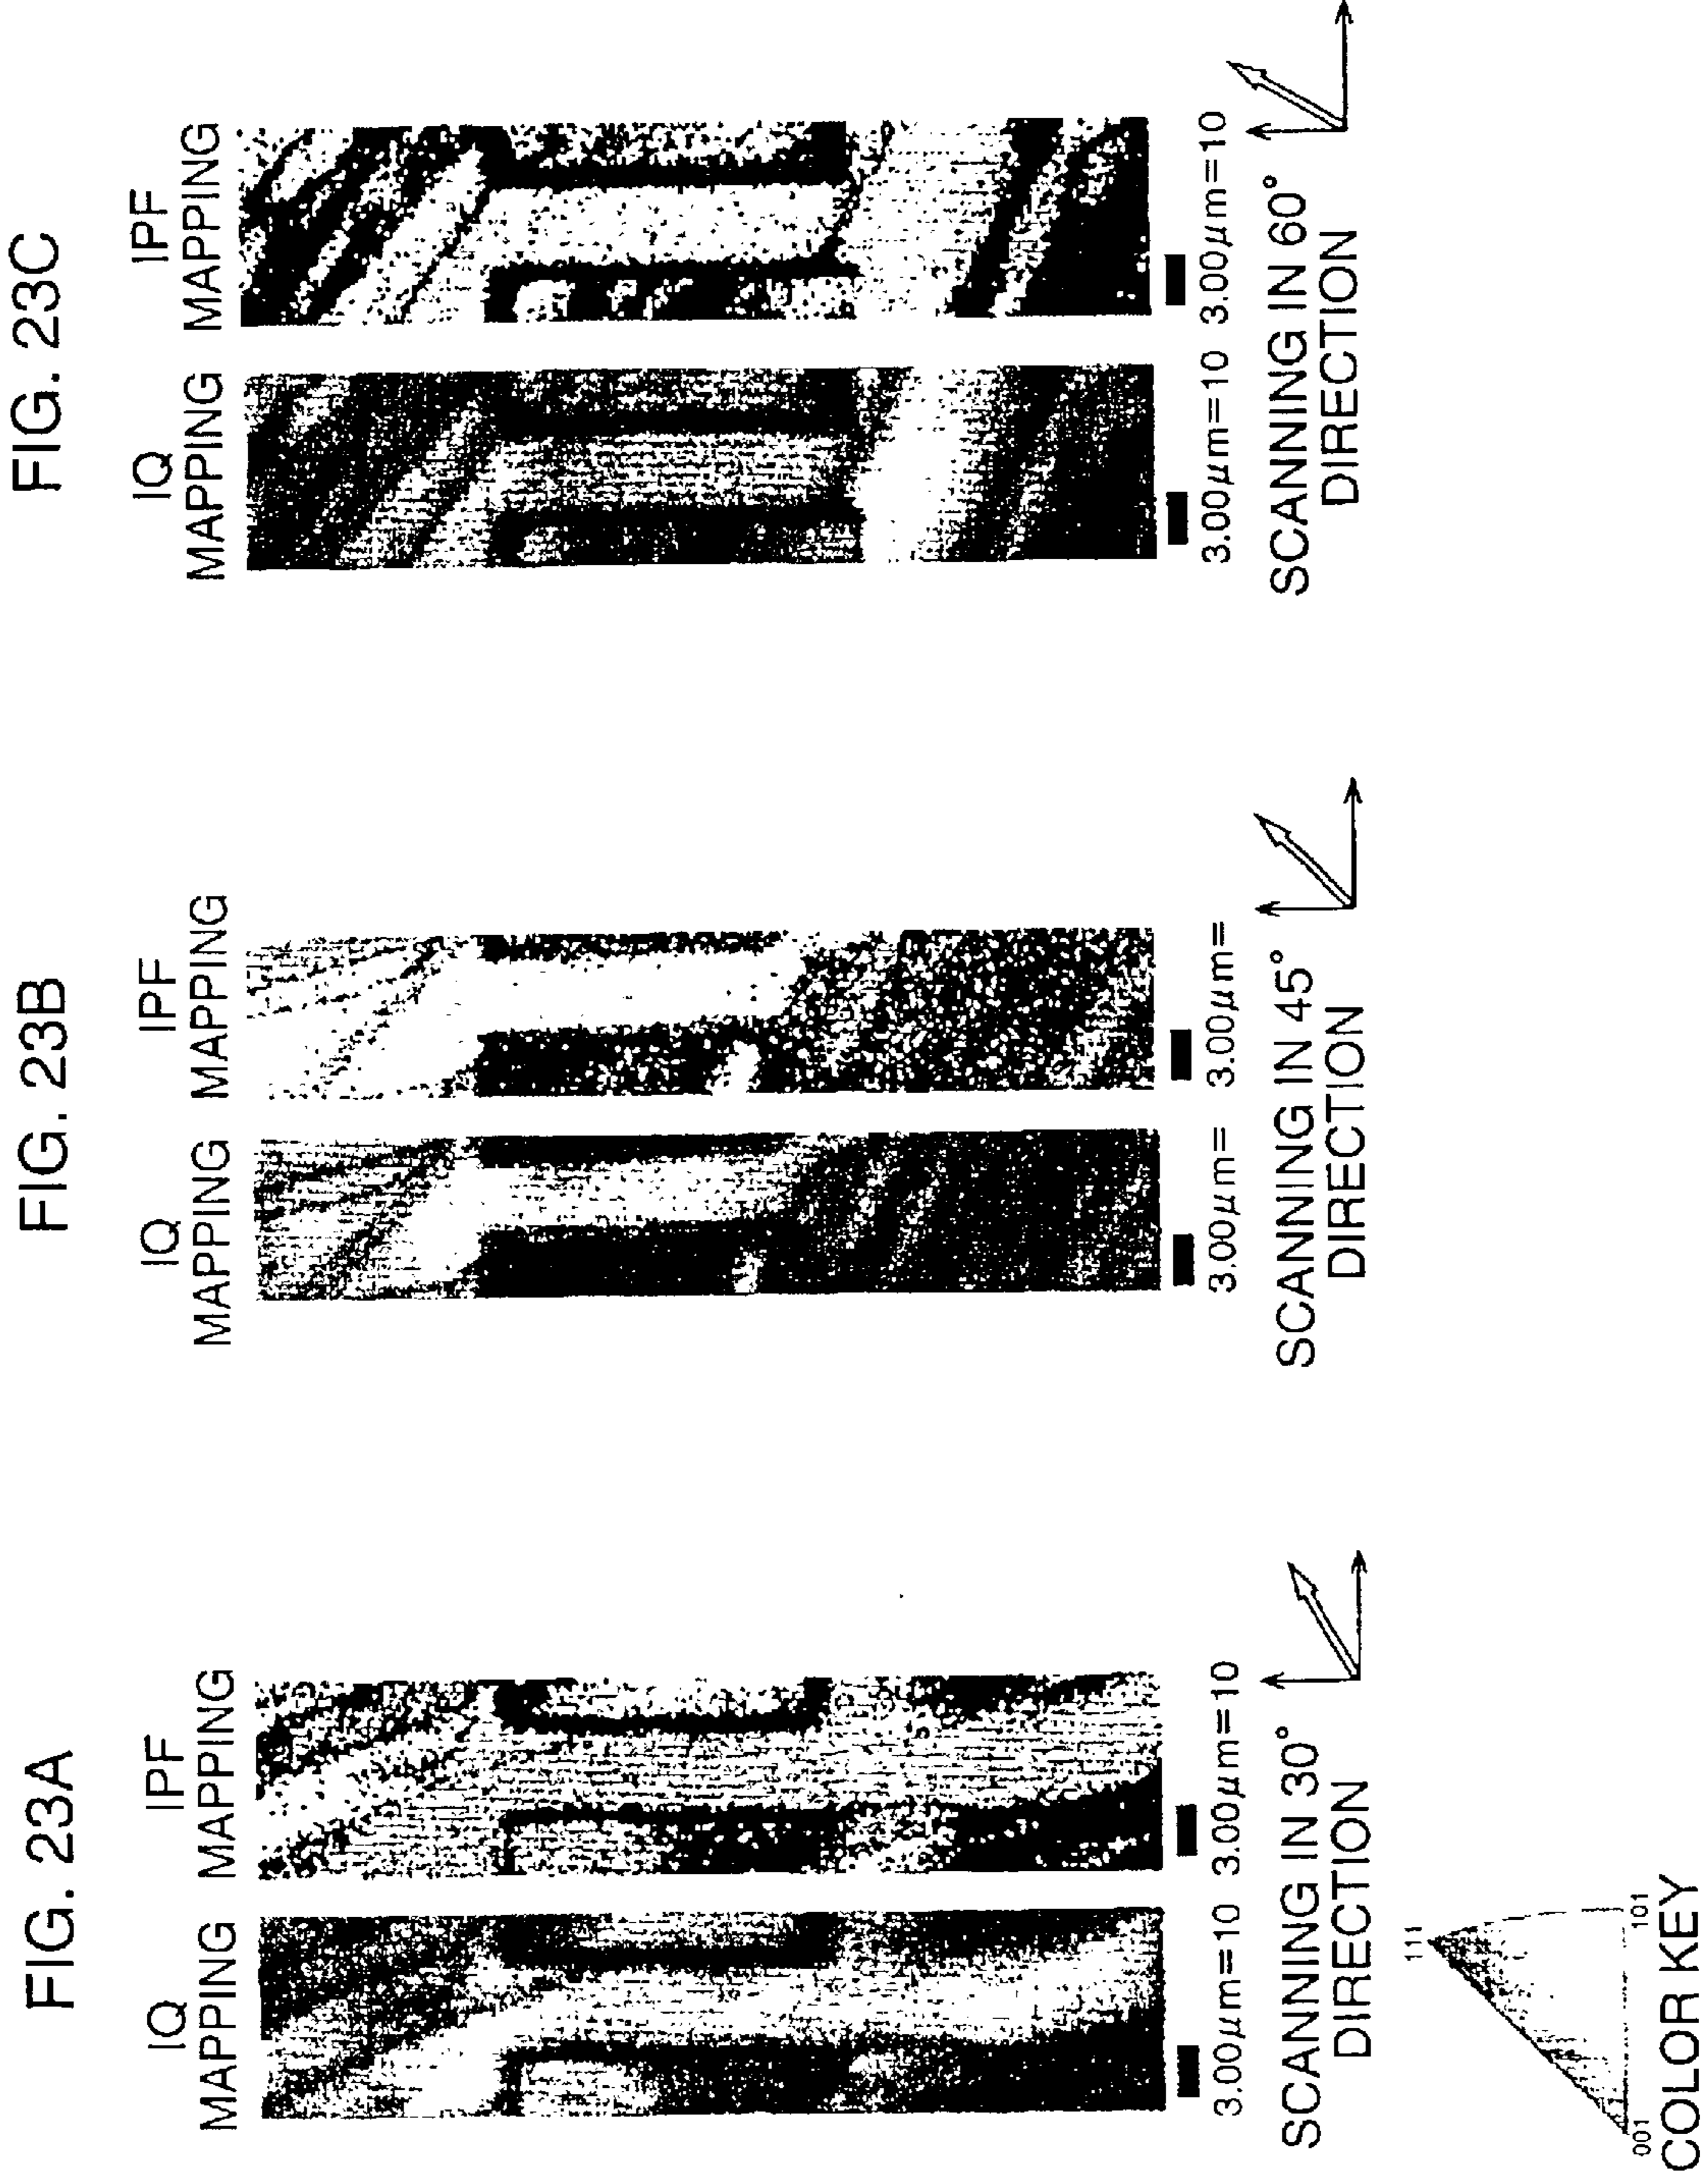 FIG. 23A
IQ
MAPPING
IPF
MAPPING
3.00μm=10
3.00μm=10
SCANNING IN 30°
DIRECTION
111
001
101
COLOR KEY
FIG. 23B
IQ
MAPPING
IPF
MAPPING
3.00μm=
3.00μm=
SCANNING IN 45°
DIRECTION
FIG. 23C
IQ
MAPPING
IPF
MAPPING
3.00μm=10
3.00μm=10
SCANNING IN 60°
DIRECTION